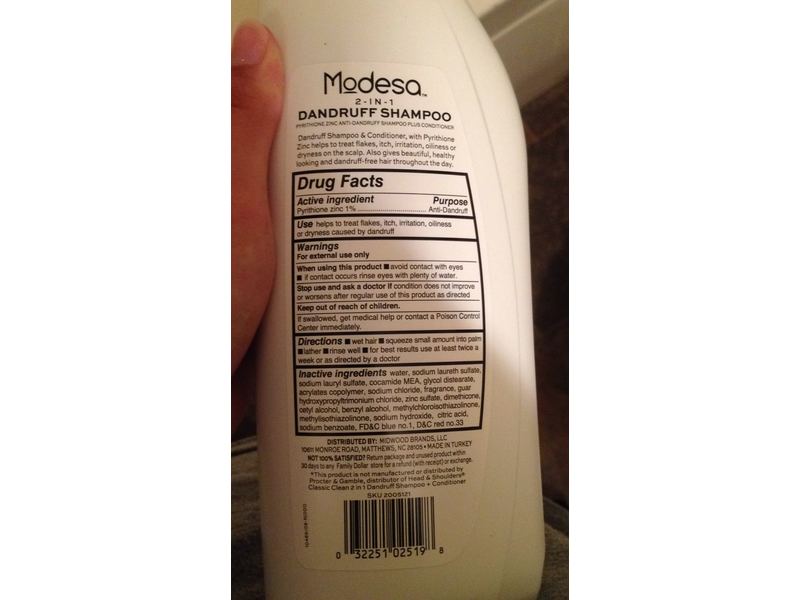 Modesa™
2-IN-1
DANDRUFF SHAMPOO
PYRITHIONE ZINC ANTI-DANDRUFF SHAMPOO PLUS CONDITIONER
Dandruff Shampoo & Conditioner, with Pyrithione
Zinc helps to treat flakes, itch, irritation, oiliness or
dryness on the scalp. Also gives beautiful, healthy
looking and dandruff-free hair throughout the day.
Drug Facts
Active ingredient Purpose
Pyrithione zinc 1% ................................ Anti-Dandruff
Use helps to treat flakes, itch, irritation, oiliness
or dryness caused by dandruff
Warnings
For external use only
When using this product ■ avoid contact with eyes
■ if contact occurs rinse eyes with plenty of water.
Stop use and ask a doctor if condition does not improve
or worsens after regular use of this product as directed
Keep out of reach of children.
If swallowed, get medical help or contact a Poison Control
Center immediately.
Directions ■ wet hair ■ squeeze small amount into palm
■ lather ■ rinse well ■ for best results use at least twice a
week or as directed by a doctor
Inactive ingredients water, sodium laureth sulfate,
sodium lauryl sulfate, cocamide MEA, glycol distearate,
acrylates copolymer, sodium chloride, fragrance, guar
hydroxypropyltrimonium chloride, zinc sulfate, dimethicone,
cetyl alcohol, benzyl alcohol, methylchloroisothiazolinone,
methylisothiazolinone, sodium hydroxide, citric acid,
sodium benzoate, FD&C blue no.1, D&C red no.33
DISTRIBUTED BY: MIDWOOD BRANDS, LLC
10611 MONROE ROAD, MATTHEWS, NC 28105 • MADE IN TURKEY
NOT 100% SATISFIED? Return package and unused product within
30 days to any Family Dollar store for a refund (with receipt) or exchange.
*This product is not manufactured or distributed by
Procter & Gamble, distributor of Head & Shoulders®
Classic Clean 2 in 1 Dandruff Shampoo + Conditioner
SKU 2005121
0 32251 02519 8